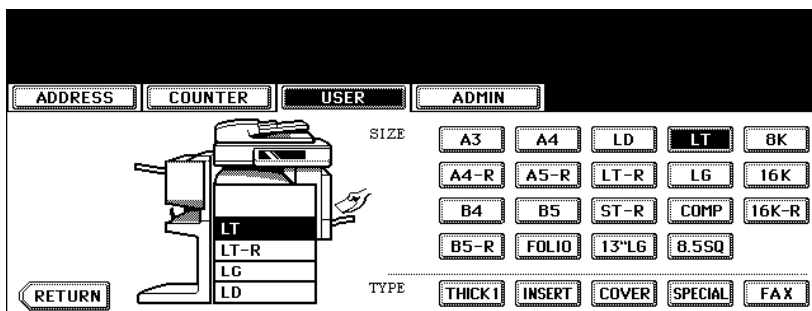 ADDRESS COUNTER USER ADMIN
SIZE A3 A4 LD LT 8K
A4-R A5-R LT-R LG 16K
B4 B5 ST-R COMP 16K-R
B5-R FOLIO 13"LG 8.5SQ
LT
LT-R
LG
LD
RETURN
TYPE THICK1 INSERT COVER SPECIAL FAX